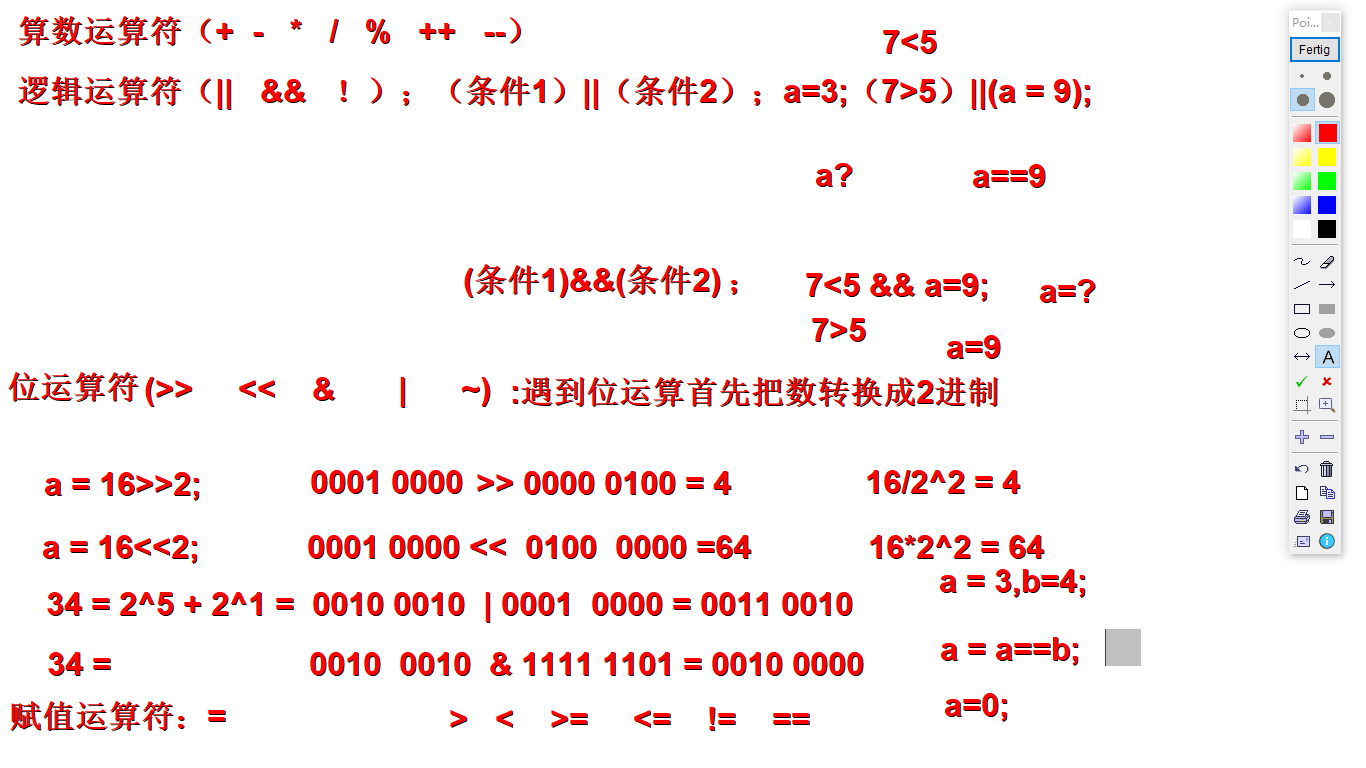 算数运算符（+ - * / % ++ --）
7<5
逻辑运算符（|| && ！）；（条件1）||（条件2）；a=3;（7>5）||(a = 9);
a? a==9
(条件1)&&(条件2)； 7<5 && a=9; a=?
7>5
a=9
位运算符(>> << & | ~) :遇到位运算首先把数转换成2进制
a = 16>>2; 0001 0000 >> 0000 0100 = 4 16/2^2 = 4
a = 16<<2; 0001 0000 << 0100 0000 =64 16*2^2 = 64
a = 3,b=4;
34 = 2^5 + 2^1 = 0010 0010 | 0001 0000 = 0011 0010
34 = 0010 0010 & 1111 1101 = 0010 0000
a = a==b;
a=0;
赋值运算符：= > < >= <= != ==
Poi...
Fertig
A